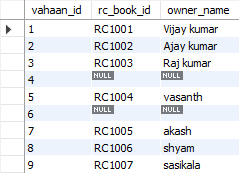 vahaan_id rc_book_id owner_name
1 RC1001 Vijay kumar
2 RC1002 Ajay kumar
3 RC1003 Raj kumar
4 NULL NULL
5 RC1004 vasanth
6 NULL NULL
7 RC1005 akash
8 RC1006 shyam
9 RC1007 sasikala